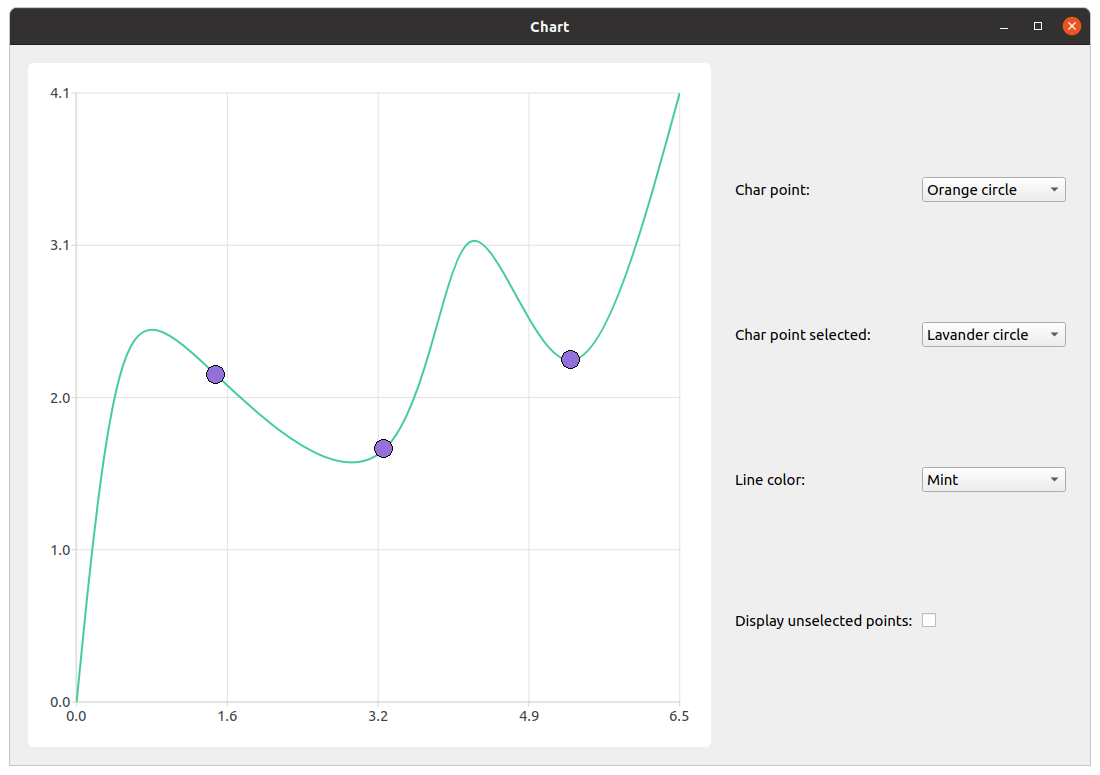 Chart
4.1
3.1
2.0
1.0
0.0
0.0 1.6 3.2 4.9 6.5
Char point: Orange circle
Char point selected: Lavander circle
Line color: Mint
Display unselected points: